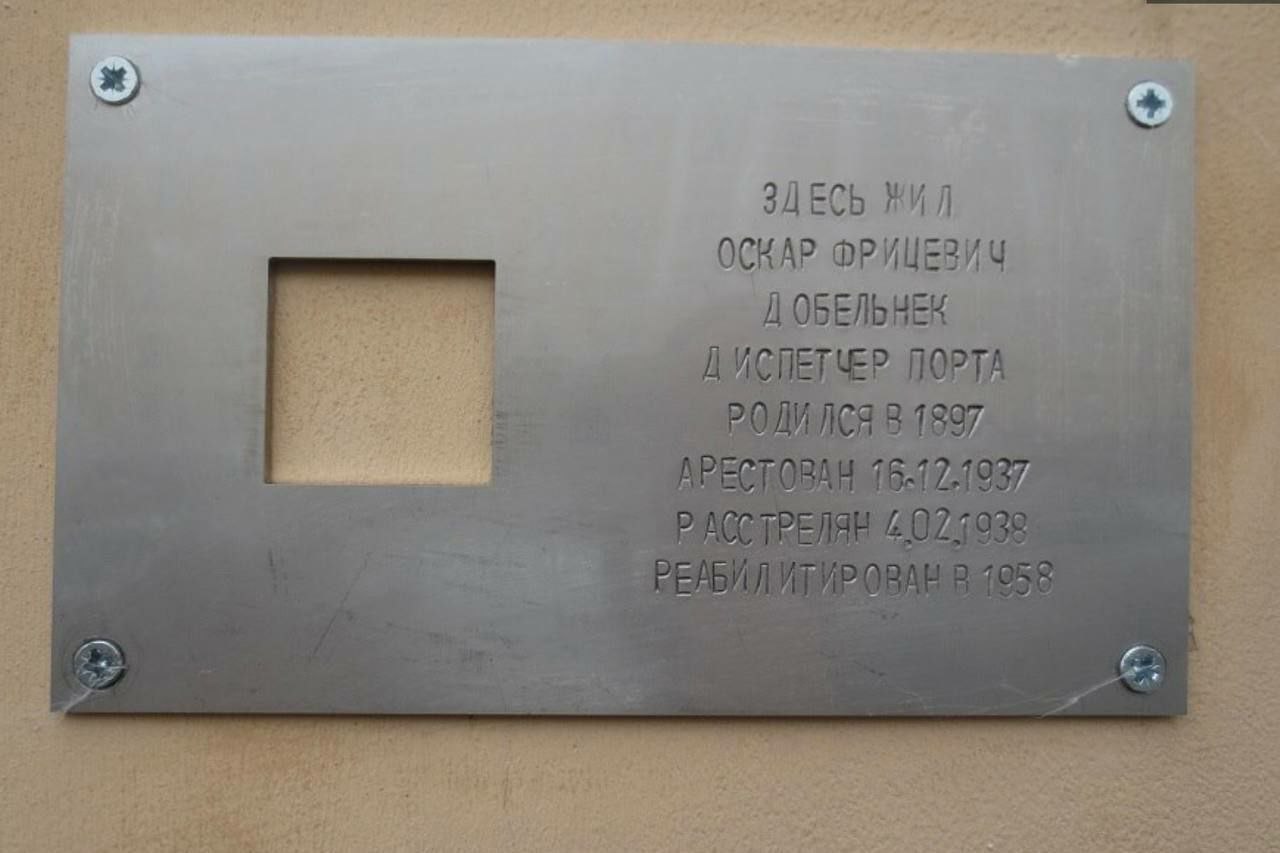 ЗДЕСЬ ЖИЛ
ОСКАР ФРИЦЕВИЧ
ДОБЕЛЬНЕК
ДИСПЕТЧЕР ПОРТА
РОДИЛСЯ В 1897
АРЕСТОВАН 16.12.1937
РАССТРЕЛЯН 4,02,1938
РЕАБИЛИТИРОВАН В 1958